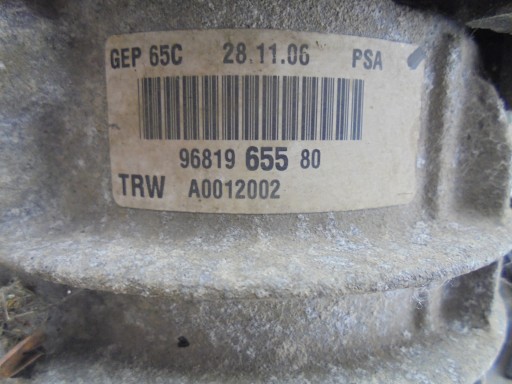 GEP 65C 28.11.06 PSA
96819 655 80
TRW A0012002